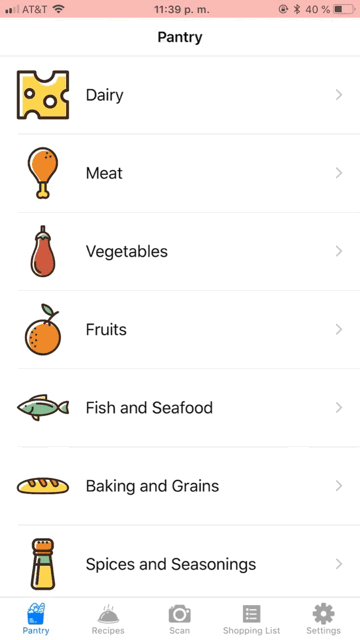 AT&T 11:39 p. m. 40 %
Pantry
Dairy
Meat
Vegetables
Fruits
Fish and Seafood
Baking and Grains
Spices and Seasonings
Pantry Recipes Scan Shopping List Settings